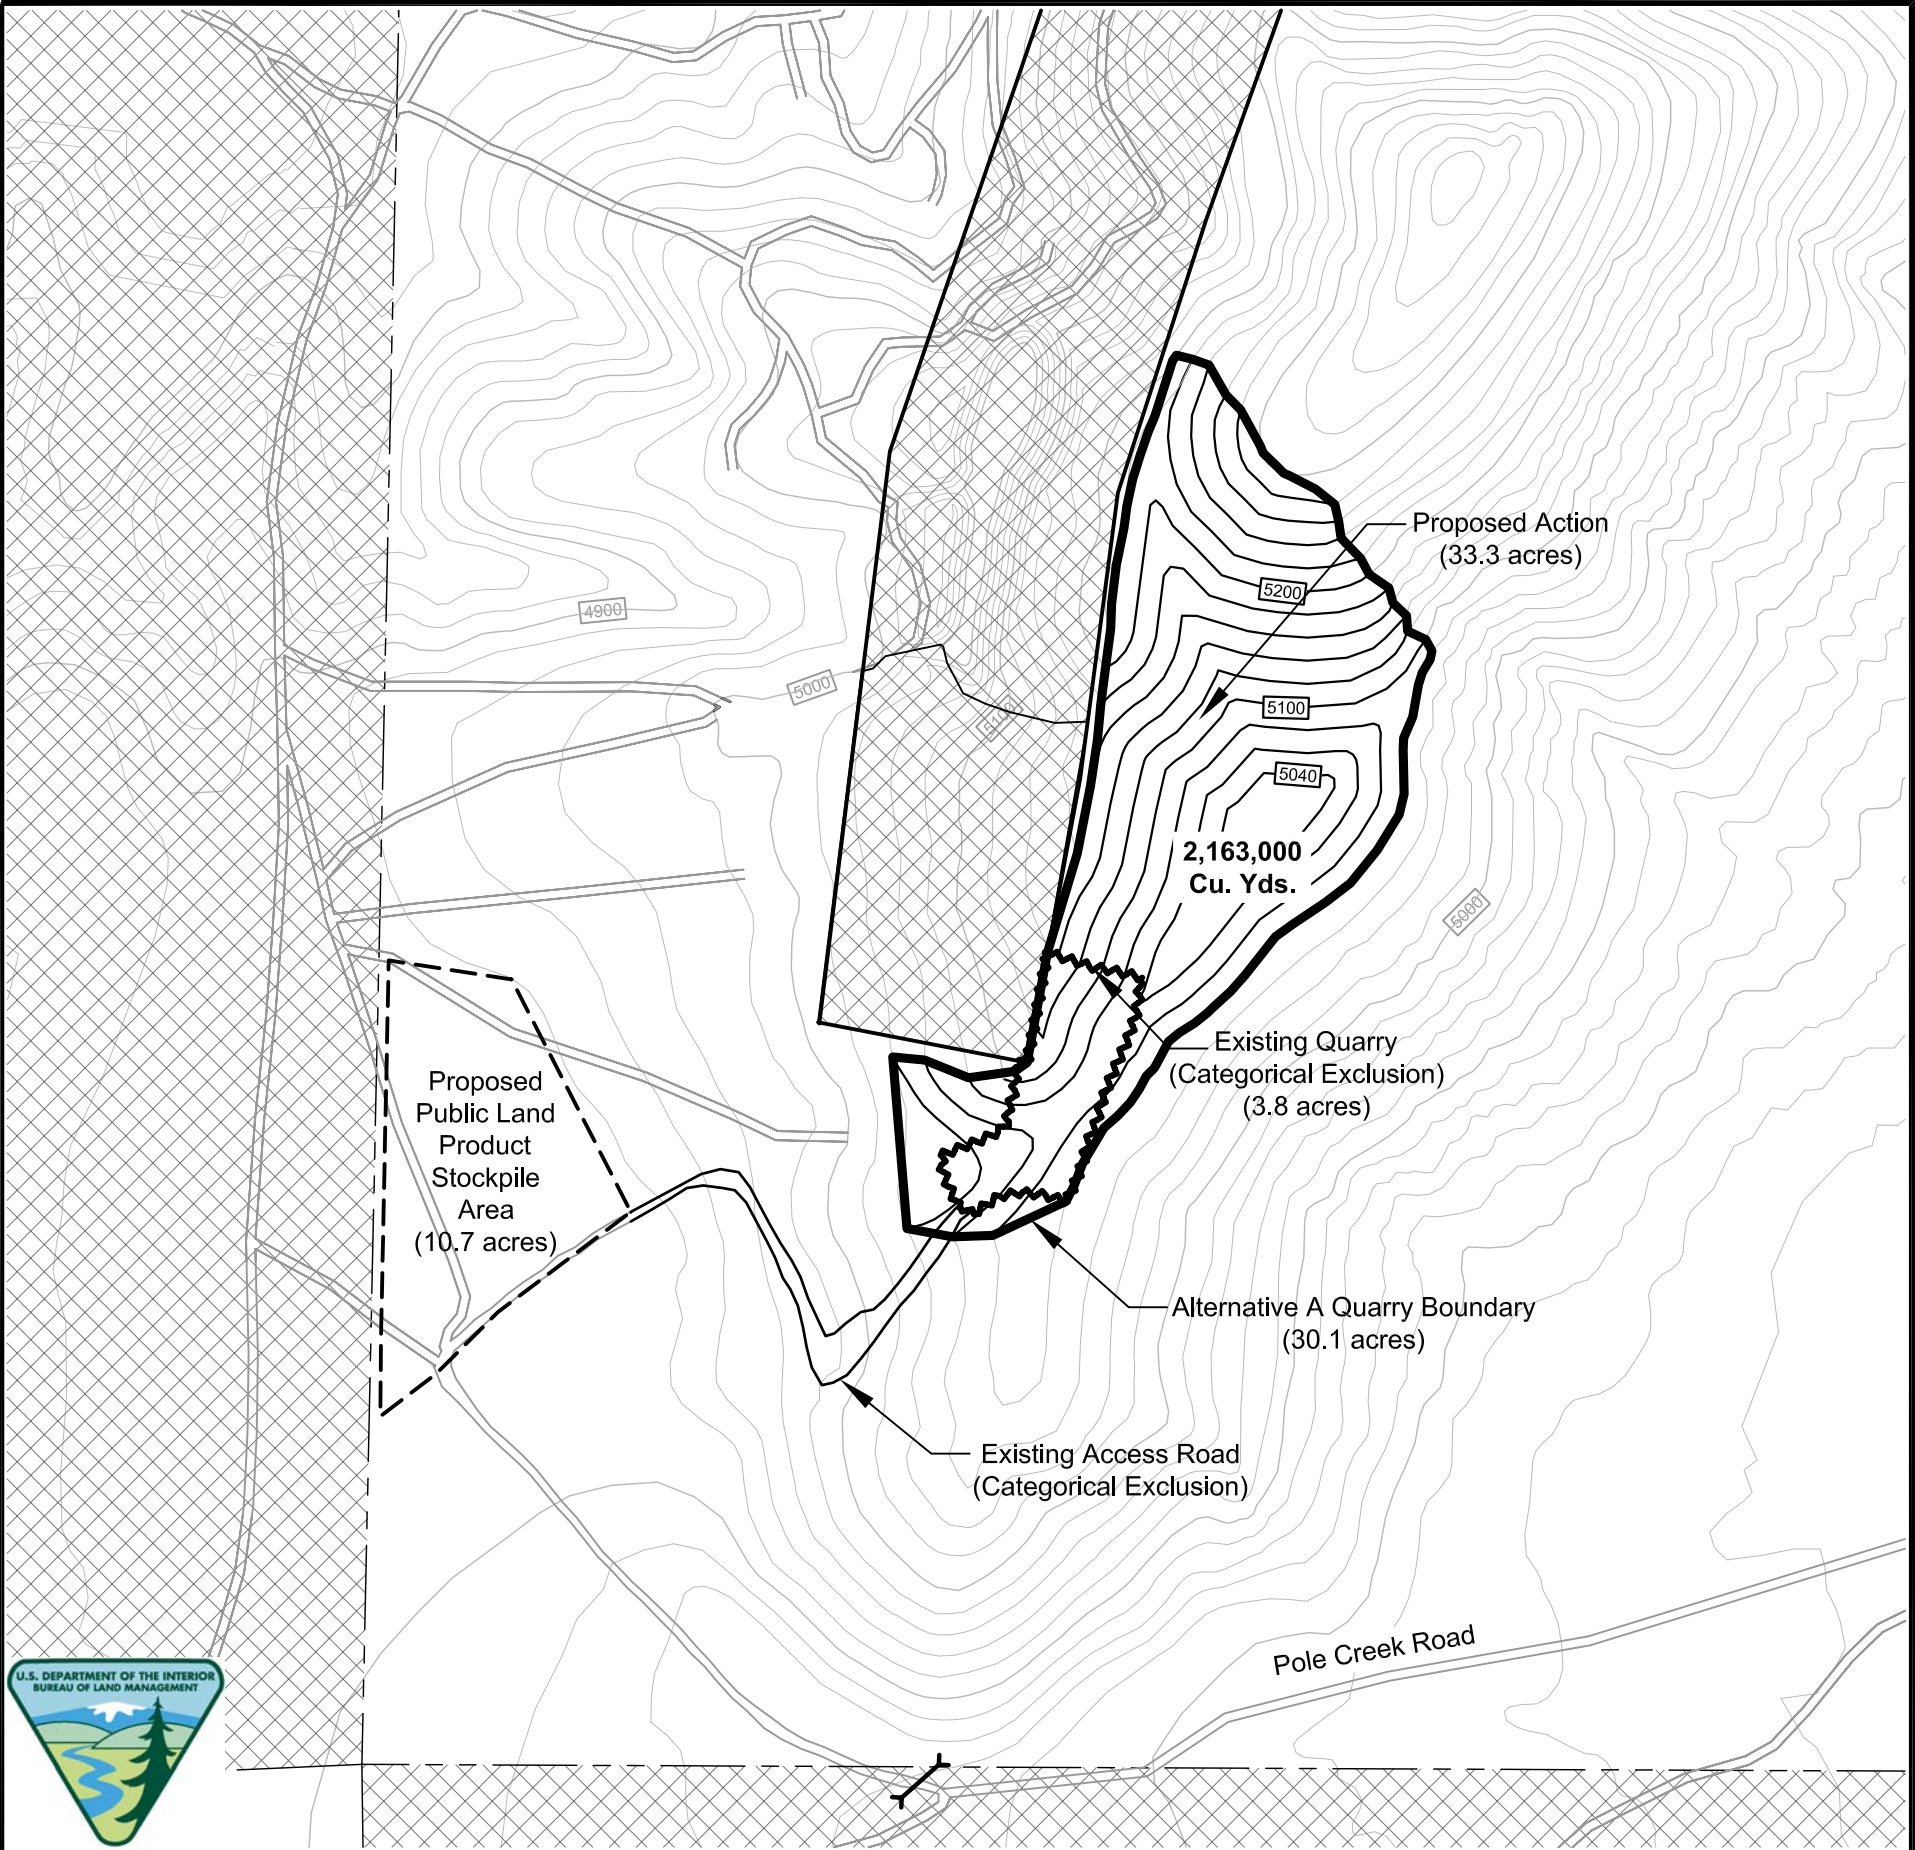 Proposed Action
(33.3 acres)
5200
4900
5000
5100
5100
5040
2,163,000
Cu. Yds.
5000
Existing Quarry
(Categorical Exclusion)
(3.8 acres)
Proposed
Public Land
Product
Stockpile
Area
(10.7 acres)
Alternative A Quarry Boundary
(30.1 acres)
Existing Access Road
(Categorical Exclusion)
Pole Creek Road
U.S. DEPARTMENT OF THE INTERIOR
BUREAU OF LAND MANAGEMENT